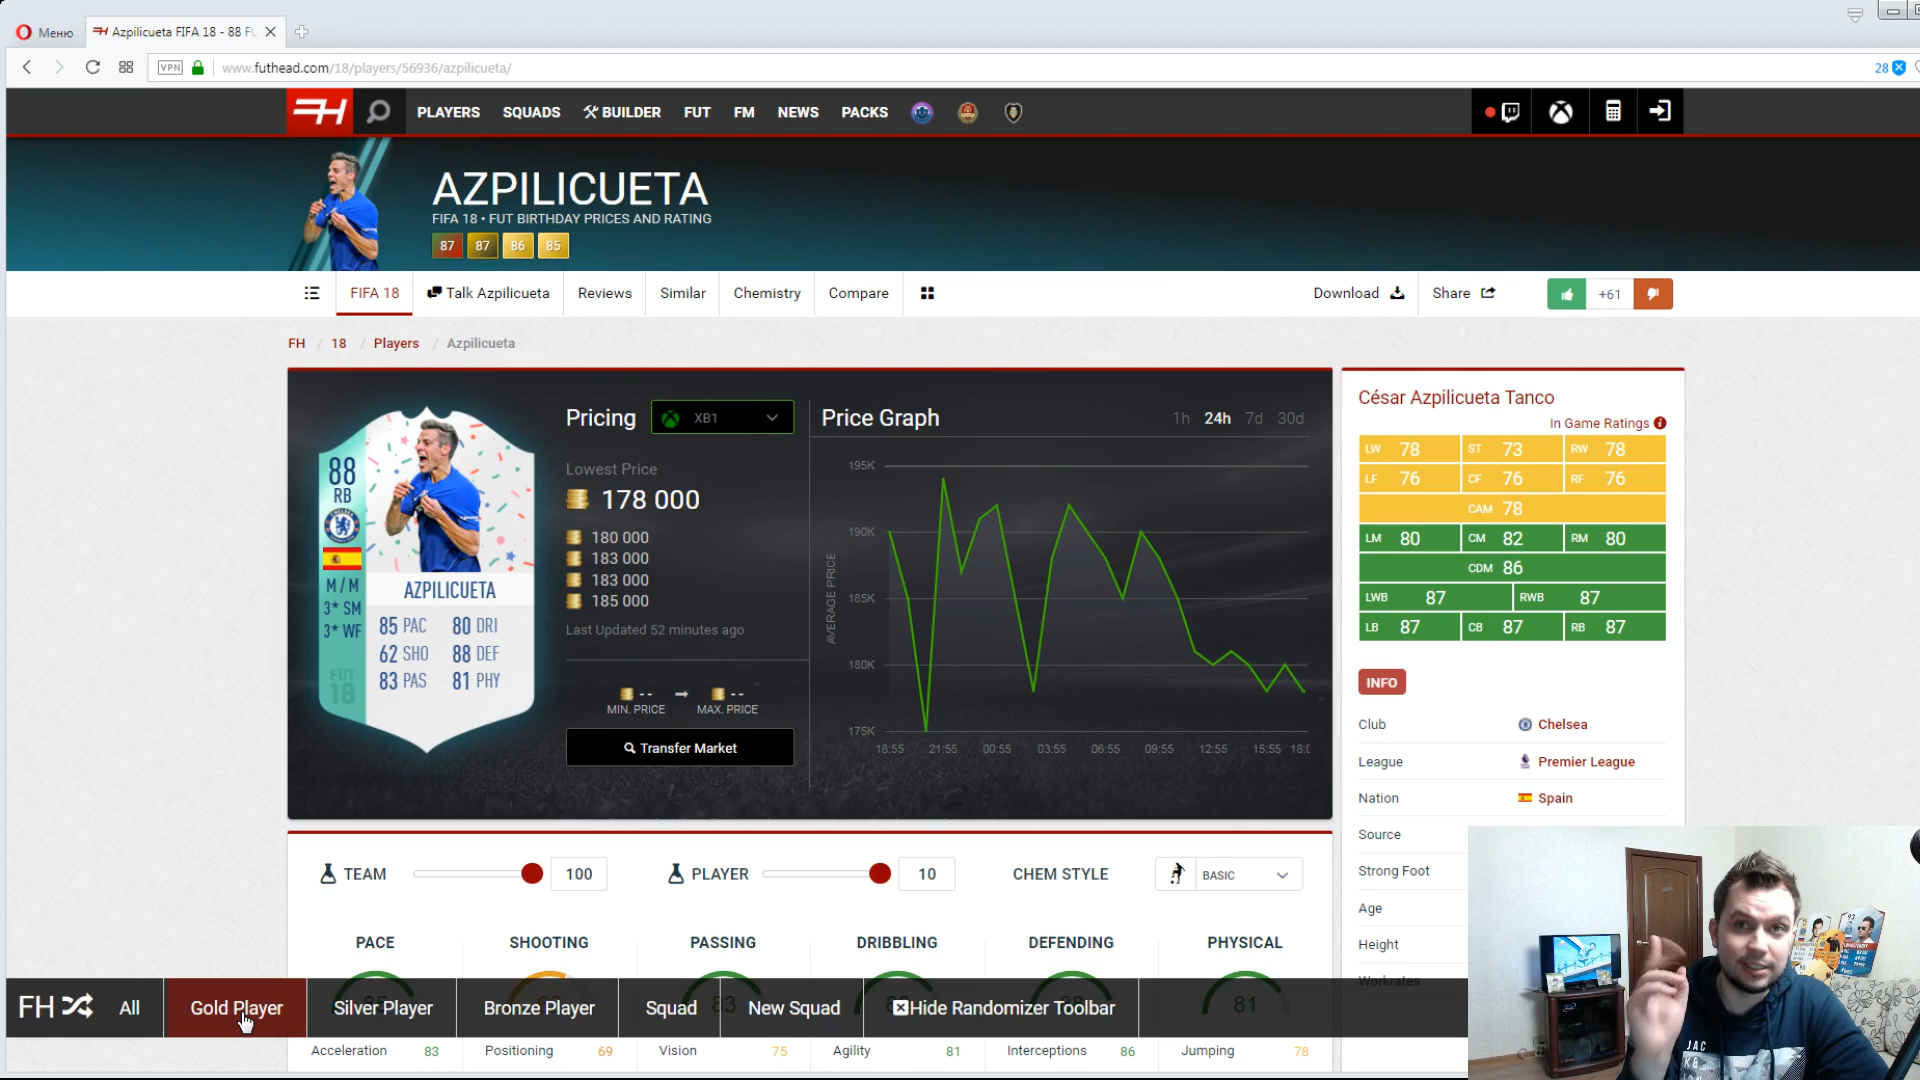 Меню
Azpilicueta FIFA 18 - 88 FU
VPN
www.futhead.com/18/players/56936/azpilicueta/
28
FH
PLAYERS SQUADS BUILDER FUT FM NEWS PACKS
AZPILICUETA
FIFA 18 • FUT BIRTHDAY PRICES AND RATING
87 87 86 85
FIFA 18 Talk Azpilicueta Reviews Similar Chemistry Compare
Download Share +61
FH / 18 / Players / Azpilicueta
88
RB
M / M
3* SM
3* WF
FUT
18
AZPILICUETA
85 PAC 80 DRI
62 SHO 88 DEF
83 PAS 81 PHY
Pricing XB1
Lowest Price
178 000
180 000
183 000
183 000
185 000
Last Updated 52 minutes ago
-- --
MIN. PRICE MAX. PRICE
Transfer Market
Price Graph 1h 24h 7d 30d
AVERAGE PRICE
195K
190K
185K
180K
175K
18:55 21:55 00:55 03:55 06:55 09:55 12:55 15:55 18:0
César Azpilicueta Tanco
In Game Ratings
LW 78 ST 73 RW 78
LF 76 CF 76 RF 76
CAM 78
LM 80 CM 82 RM 80
CDM 86
LWB 87 RWB 87
LB 87 CB 87 RB 87
INFO
Club Chelsea
League Premier League
Nation Spain
Source
Strong Foot
Age
Height
Workrates
TEAM 100 PLAYER 10 CHEM STYLE BASIC
PACE SHOOTING PASSING DRIBBLING DEFENDING PHYSICAL
83 81
FH All Gold Player Silver Player Bronze Player Squad New Squad Hide Randomizer Toolbar
Acceleration 83 Positioning 69 Vision 75 Agility 81 Interceptions 86 Jumping 78
93
JAC